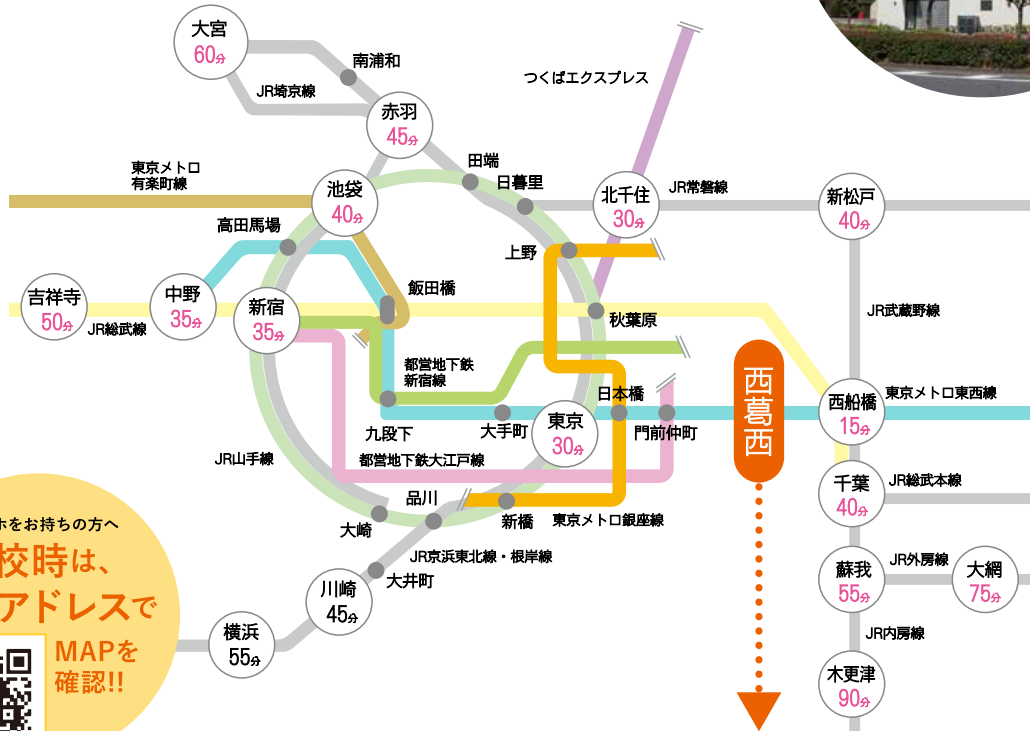 大宮
60分
南浦和
JR埼京線
赤羽
45分
つくばエクスプレス
東京メトロ
有楽町線
池袋
40分
田端
日暮里
北千住
30分
JR常磐線
新松戸
40分
高田馬場
上野
吉祥寺
50分
JR総武線
中野
35分
新宿
35分
飯田橋
秋葉原
JR武蔵野線
都営地下鉄
新宿線
西葛西
日本橋
東京メトロ東西線
西船橋
15分
九段下
大手町
東京
30分
門前仲町
JR山手線
都営地下鉄大江戸線
千葉
40分
JR総武本線
品川
大崎
新橋
東京メトロ銀座線
JR京浜東北線・根岸線
大井町
川崎
45分
蘇我
55分
JR外房線
大網
75分
横浜
55分
JR内房線
木更津
90分
ホをお持ちの方へ
校時は、
アドレスで
MAPを
確認!!